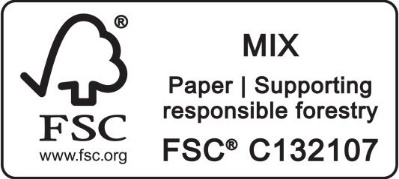 ®
FSC
www.fsc.org
MIX
Paper | Supporting
responsible forestry
FSC® C132107